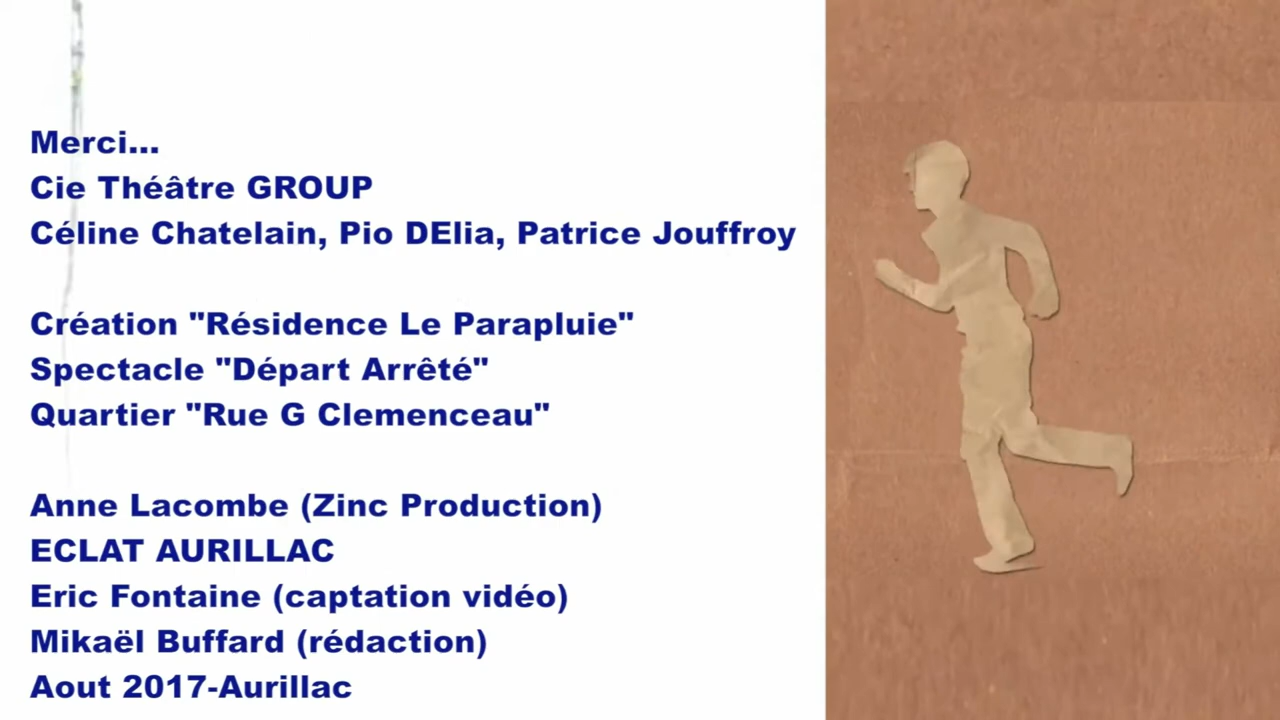 Merci...
Cie Théâtre GROUP
Céline Chatelain, Pio DElia, Patrice Jouffroy
Création "Résidence Le Parapluie"
Spectacle "Départ Arrêté"
Quartier "Rue G Clemenceau"
Anne Lacombe (Zinc Production)
ECLAT AURILLAC
Eric Fontaine (captation vidéo)
Mikaël Buffard (rédaction)
Aout 2017-Aurillac